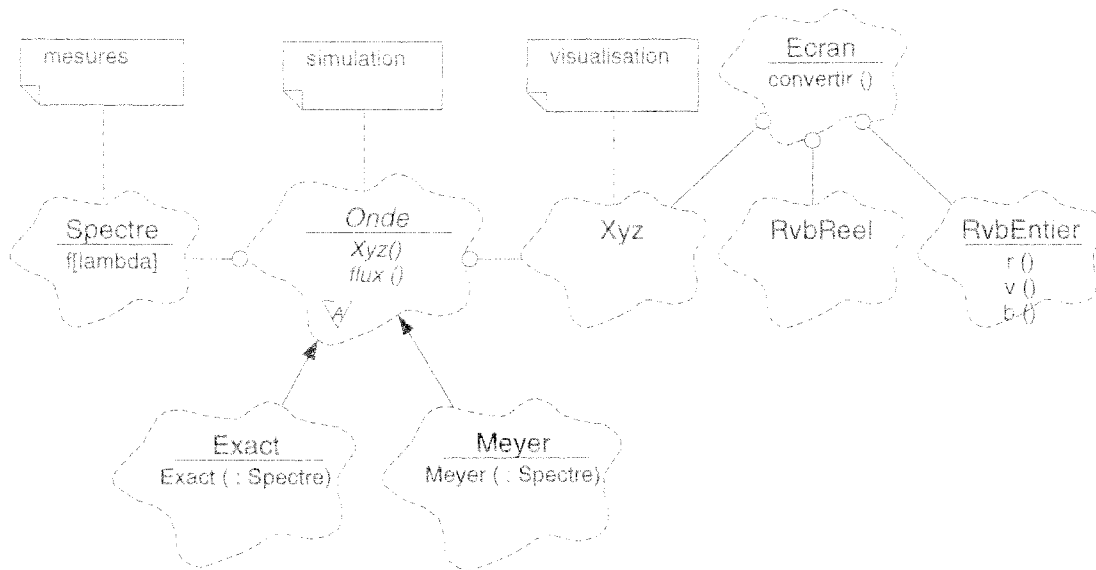 mesures
simulation
visualisation
Ecran
convertir ()
Spectre
f[lambda]
Onde
Xyz()
flux ()
A
Xyz
RvbReel
RvbEntier
r ()
v ()
b ()
Exact
Exact ( : Spectre)
Meyer
Meyer ( : Spectre)